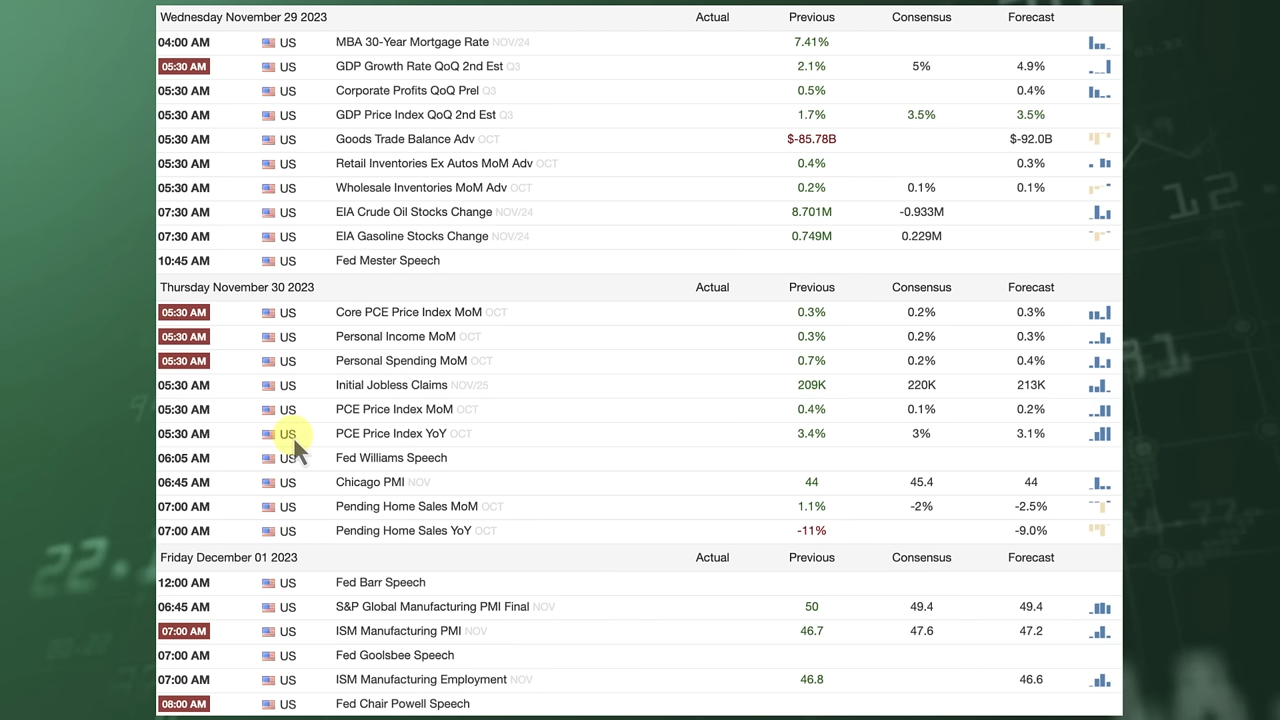 Wednesday November 29 2023 Actual Previous Consensus Forecast
04:00 AM US MBA 30-Year Mortgage Rate NOV/24 7.41%
05:30 AM US GDP Growth Rate QoQ 2nd Est Q3 2.1% 5% 4.9%
05:30 AM US Corporate Profits QoQ Prel Q3 0.5% 0.4%
05:30 AM US GDP Price Index QoQ 2nd Est Q3 1.7% 3.5% 3.5%
05:30 AM US Goods Trade Balance Adv OCT $-85.78B $-92.0B
05:30 AM US Retail Inventories Ex Autos MoM Adv OCT 0.4% 0.3%
05:30 AM US Wholesale Inventories MoM Adv OCT 0.2% 0.1% 0.1%
07:30 AM US EIA Crude Oil Stocks Change NOV/24 8.701M -0.933M
07:30 AM US EIA Gasoline Stocks Change NOV/24 0.749M 0.229M
10:45 AM US Fed Mester Speech
Thursday November 30 2023 Actual Previous Consensus Forecast
05:30 AM US Core PCE Price Index MoM OCT 0.3% 0.2% 0.3%
05:30 AM US Personal Income MoM OCT 0.3% 0.2% 0.3%
05:30 AM US Personal Spending MoM OCT 0.7% 0.2% 0.4%
05:30 AM US Initial Jobless Claims NOV/25 209K 220K 213K
05:30 AM US PCE Price Index MoM OCT 0.4% 0.1% 0.2%
05:30 AM US PCE Price Index YoY OCT 3.4% 3% 3.1%
06:05 AM US Fed Williams Speech
06:45 AM US Chicago PMI NOV 44 45.4 44
07:00 AM US Pending Home Sales MoM OCT 1.1% -2% -2.5%
07:00 AM US Pending Home Sales YoY OCT -11% -9.0%
Friday December 01 2023 Actual Previous Consensus Forecast
12:00 AM US Fed Barr Speech
06:45 AM US S&P Global Manufacturing PMI Final NOV 50 49.4 49.4
07:00 AM US ISM Manufacturing PMI NOV 46.7 47.6 47.2
07:00 AM US Fed Goolsbee Speech
07:00 AM US ISM Manufacturing Employment NOV 46.8 46.6
08:00 AM US Fed Chair Powell Speech